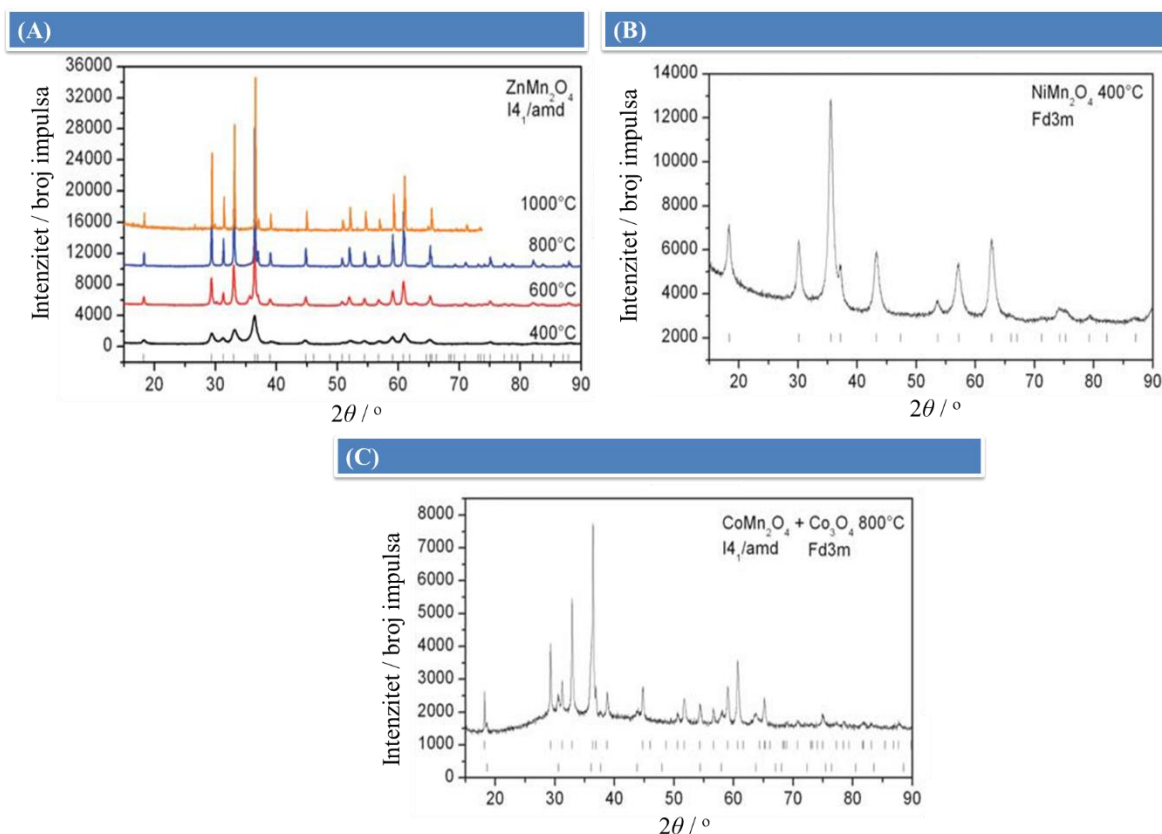 (A)
Intenzitet / broj impulsa
36000
32000
28000
24000
20000
16000
12000
8000
4000
0
ZnMn₂O₄
I4₁/amd
1000°C
800°C
600°C
400°C
20 30 40 50 60 70 80 90
2θ / °
(B)
Intenzitet / broj impulsa
14000
12000
10000
8000
6000
4000
2000
NiMn₂O₄ 400°C
Fd3m
20 30 40 50 60 70 80 90
2θ / °
(C)
Intenzitet / broj impulsa
8000
7000
6000
5000
4000
3000
2000
1000
0
CoMn₂O₄ + Co₃O₄ 800°C
I4₁/amd Fd3m
20 30 40 50 60 70 80 90
2θ / °